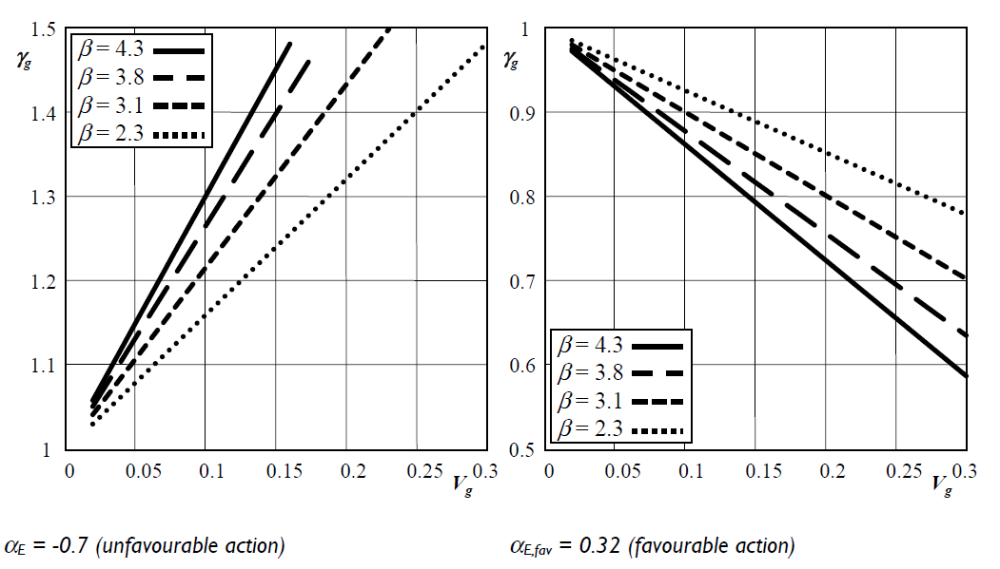 1.5
γg
β = 4.3
β = 3.8
β = 3.1
β = 2.3
1.4
1.3
1.2
1.1
1
0 0.05 0.1 0.15 0.2 0.25 0.3
Vg
αE = -0.7 (unfavourable action)
1
γg
0.9
0.8
0.7
0.6
0.5
β = 4.3
β = 3.8
β = 3.1
β = 2.3
0 0.05 0.1 0.15 0.2 0.25 0.3
Vg
αE,fav = 0.32 (favourable action)